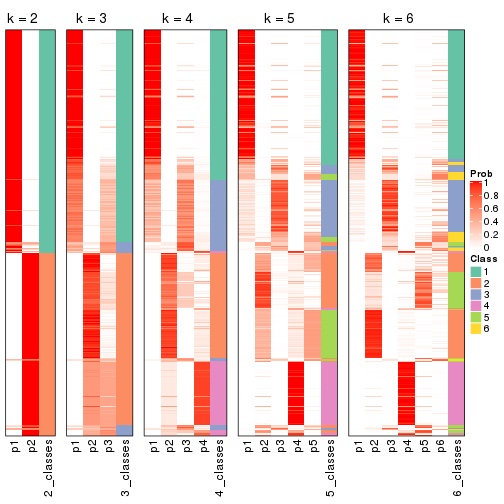 k = 2
k = 3
k = 4
k = 5
k = 6
p1
p2
2_classes
p1
p2
p3
3_classes
p1
p2
p3
p4
4_classes
p1
p2
p3
p4
p5
5_classes
p1
p2
p3
p4
p5
p6
6_classes
Prob
1
0.8
0.6
0.4
0.2
0
Class
1
2
3
4
5
6